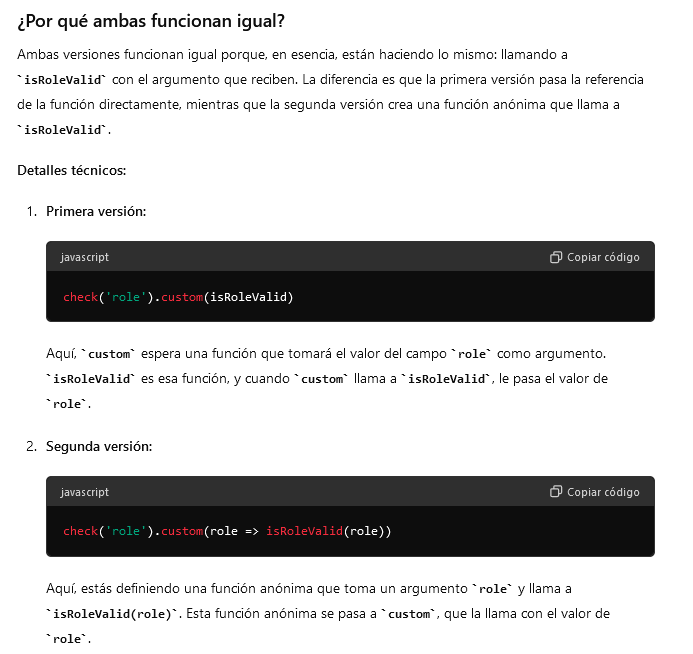 ¿Por qué ambas funcionan igual?
Ambas versiones funcionan igual porque, en esencia, están haciendo lo mismo: llamando a
`isRoleValid` con el argumento que reciben. La diferencia es que la primera versión pasa la referencia
de la función directamente, mientras que la segunda versión crea una función anónima que llama a
`isRoleValid`.
Detalles técnicos:
1. Primera versión:
javascript Copiar código
check('role').custom(isRoleValid)
Aquí, `custom` espera una función que tomará el valor del campo `role` como argumento.
`isRoleValid` es esa función, y cuando `custom` llama a `isRoleValid`, le pasa el valor de
`role`.
2. Segunda versión:
javascript Copiar código
check('role').custom(role => isRoleValid(role))
Aquí, estás definiendo una función anónima que toma un argumento `role` y llama a
`isRoleValid(role)`. Esta función anónima se pasa a `custom`, que la llama con el valor de
`role`.